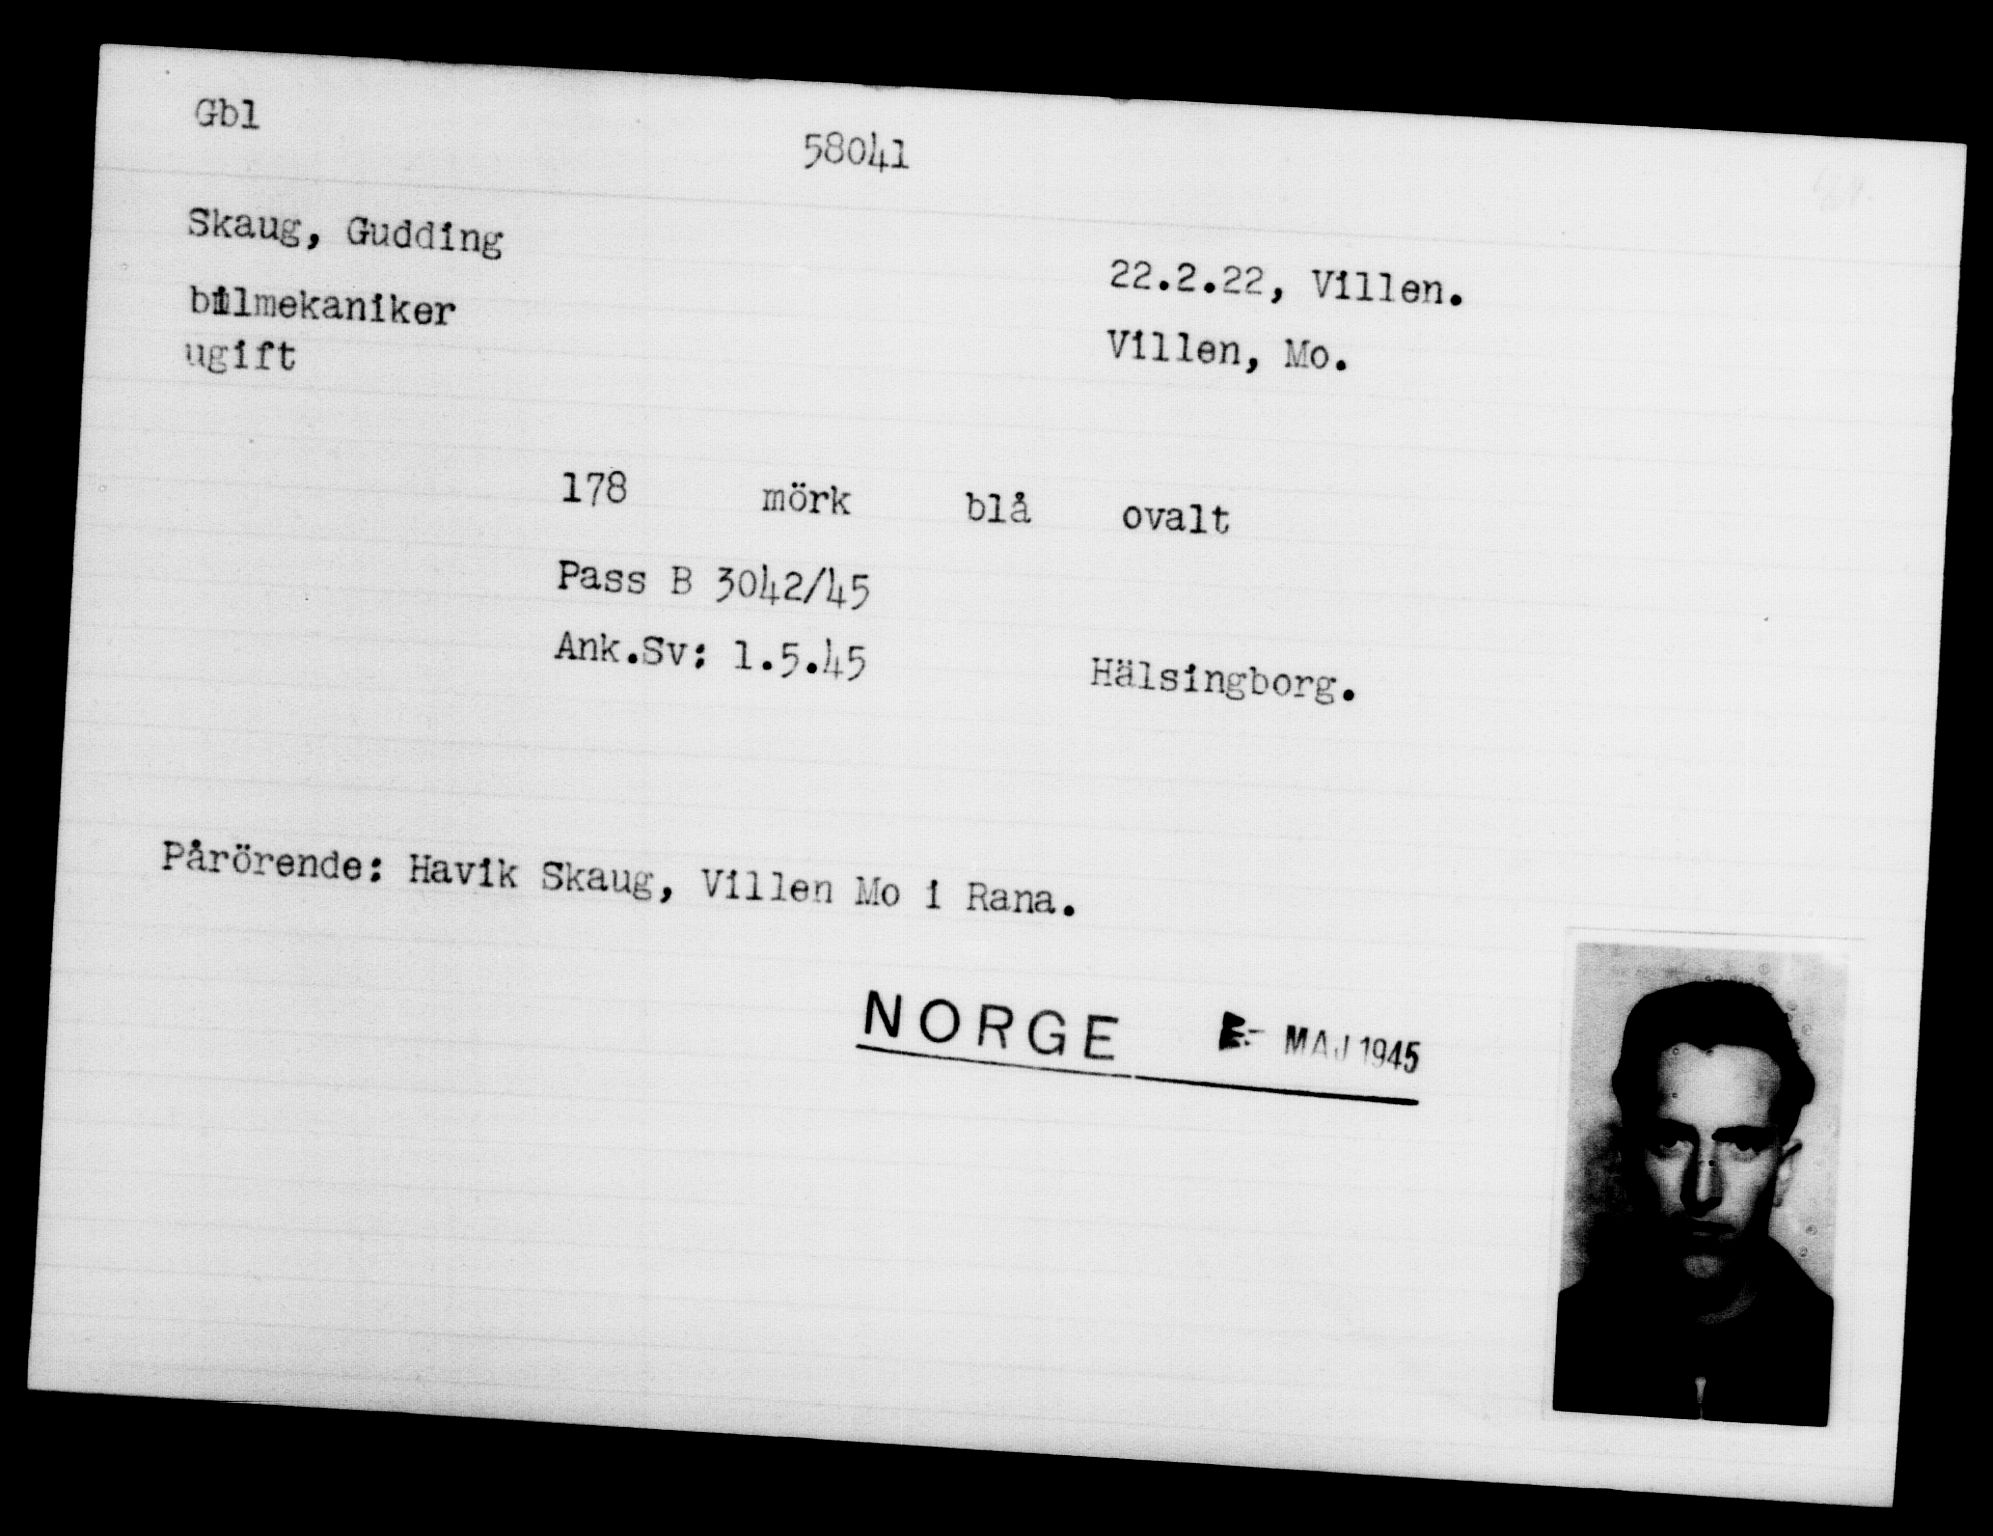 Gbl
58041
Skaug, Gudding
22.2.22, Villen.
bilmekaniker
Villen, Mo.
ugift
178 mörk blå ovalt
Pass B 3042/45
Ank.Sv: 1.5.45 Hälsingborg.
Pårörende: Havik Skaug, Villen Mo i Rana.
NORGE MAJ 1945